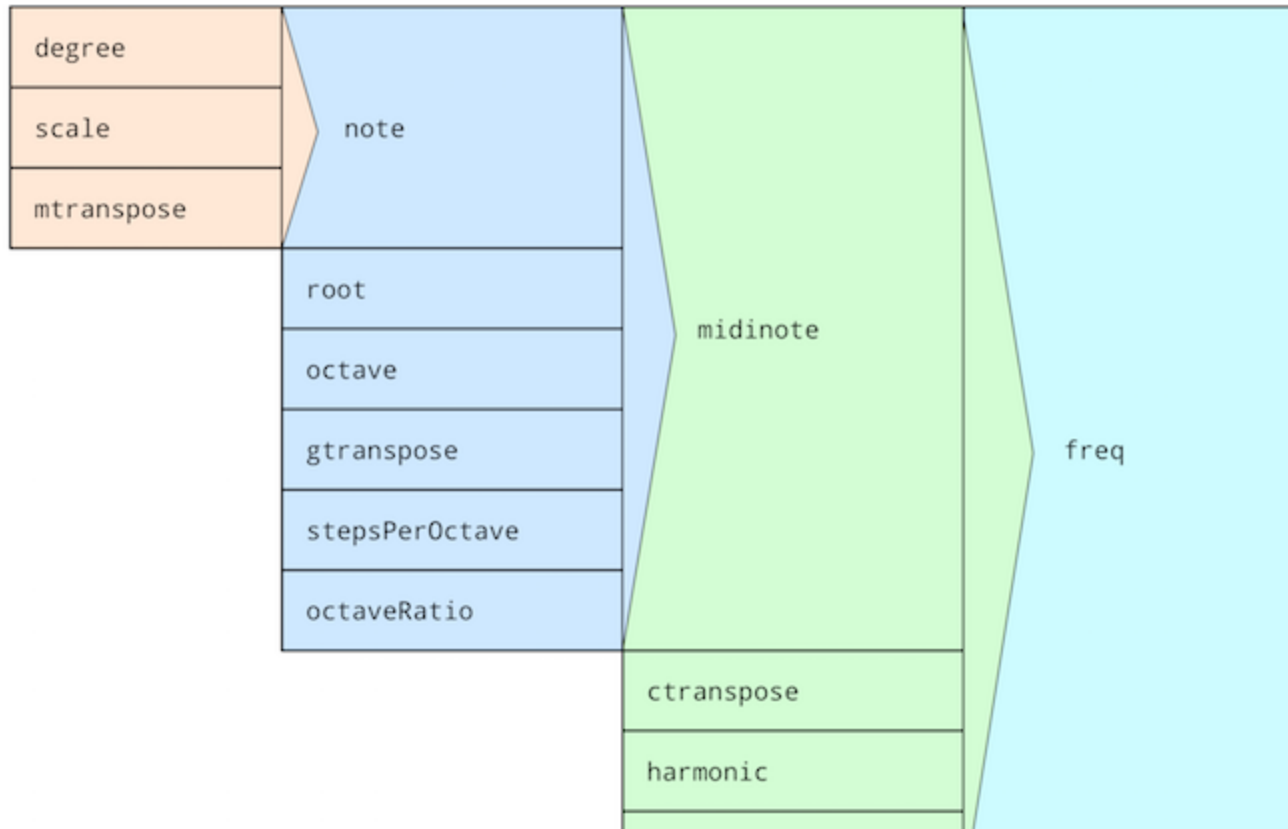 degree
scale
mtranspose
note
root
octave
gtranspose
stepsPerOctave
octaveRatio
midinote
ctranspose
harmonic
freq